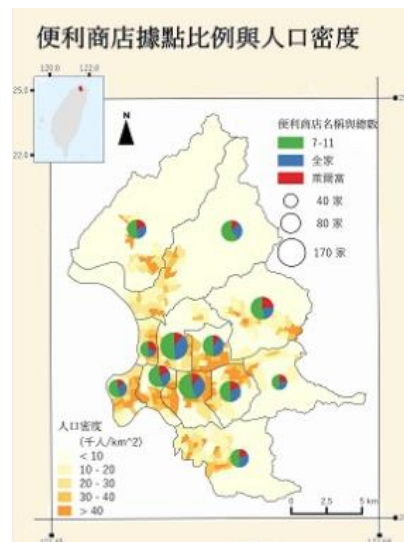 便利商店據點比例與人口密度
120.0 122.0
25.0
22.0
N
便利商店名稱與總數
7-11
全家
萊爾富
40 家
80 家
170 家
人口密度
(千人/km^2)
< 10
10 - 20
20 - 30
30 - 40
> 40
0 2.5 5 km